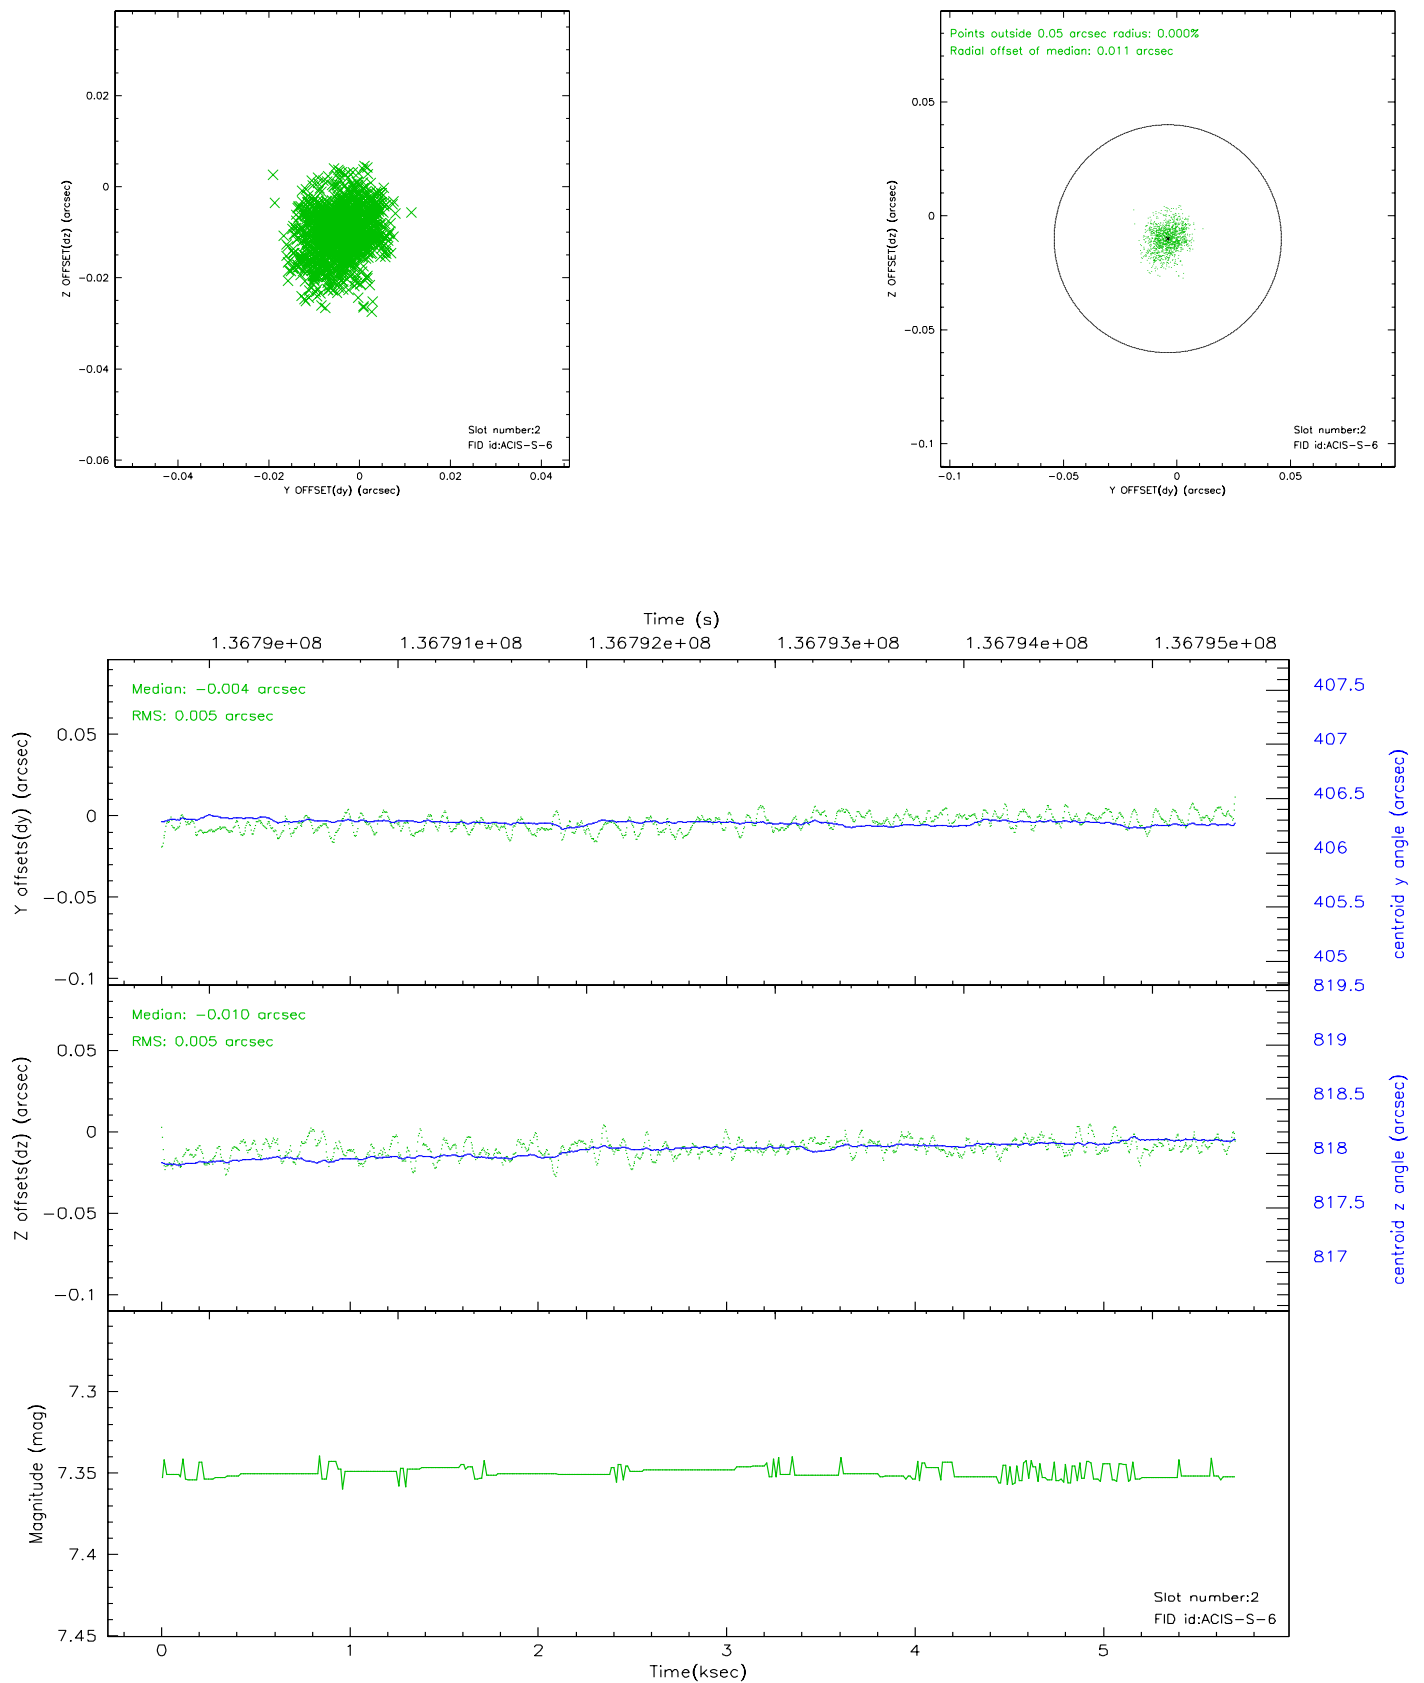 0.02
0
-0.02
-0.04
-0.06
Z OFFSET(dz) (arcsec)
Slot number:2
FID id:ACIS-S-6
-0.04 -0.02 0 0.02 0.04
Y OFFSET(dy) (arcsec)
Points outside 0.05 arcsec radius: 0.000%
Radial offset of median: 0.011 arcsec
0.05
0
-0.05
-0.1
Z OFFSET(dz) (arcsec)
Slot number:2
FID id:ACIS-S-6
-0.1 -0.05 0 0.05
Y OFFSET(dy) (arcsec)
Time (s)
1.3679e+08 1.36791e+08 1.36792e+08 1.36793e+08 1.36794e+08 1.36795e+08
Median: -0.004 arcsec
RMS: 0.005 arcsec
0.05
0
-0.05
-0.1
Y offsets(dy) (arcsec)
407.5
407
406.5
406
405.5
405
centroid y angle (arcsec)
Median: -0.010 arcsec
RMS: 0.005 arcsec
0.05
0
-0.05
-0.1
Z offsets(dz) (arcsec)
819.5
819
818.5
818
817.5
817
centroid z angle (arcsec)
7.3
7.35
7.4
7.45
Magnitude (mag)
Slot number:2
FID id:ACIS-S-6
0 1 2 3 4 5
Time(ksec)